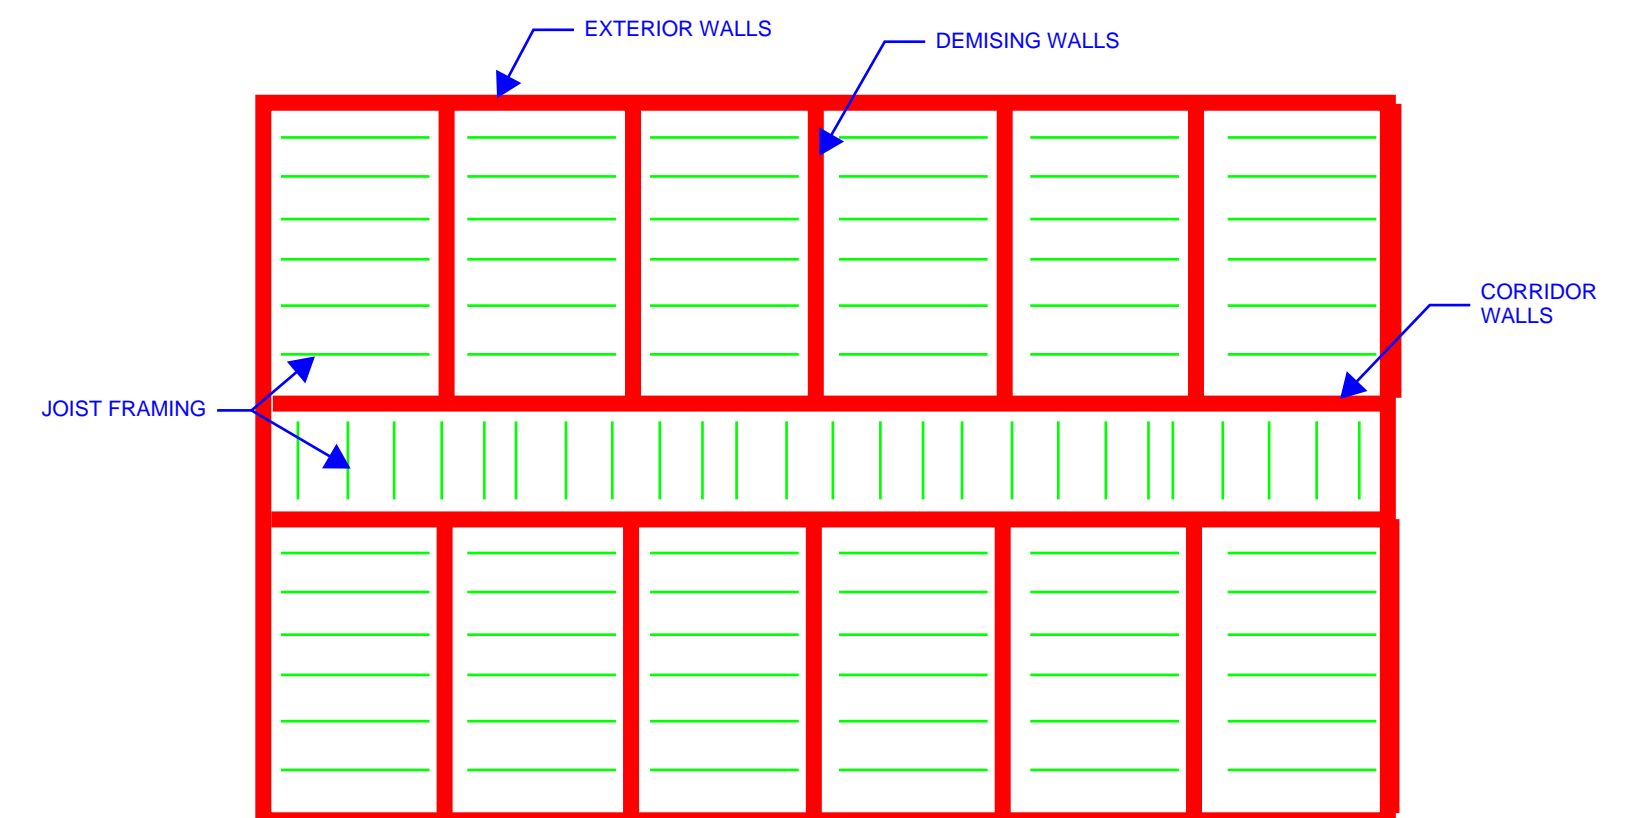 EXTERIOR WALLS
DEMISING WALLS
CORRIDOR
WALLS
JOIST FRAMING